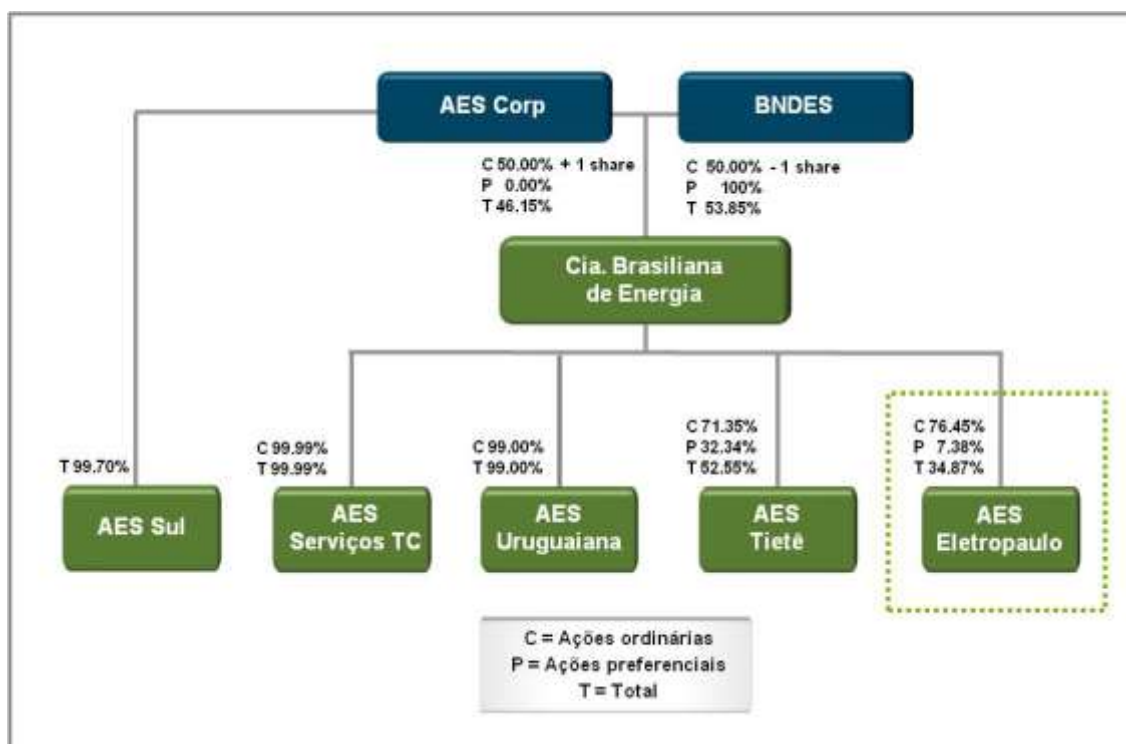 AES Corp
BNDES
C 50.00% + 1 share
P 0.00%
T 46.15%
C 50.00% - 1 share
P 100%
T 53.85%
Cia. Brasiliana
de Energia
T 99.70%
C 99.99%
T 99.99%
C 99.00%
T 99.00%
C 71.35%
P 32.34%
T 52.55%
C 76.45%
P 7.38%
T 34.87%
AES Sul
AES
Serviços TC
AES
Uruguaiana
AES
Tietê
AES
Eletropaulo
C = Ações ordinárias
P = Ações preferenciais
T = Total